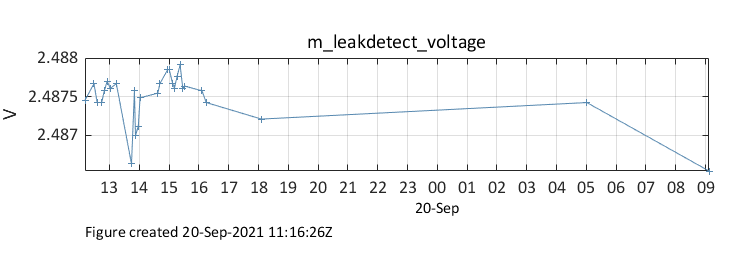 m_leakdetect_voltage
2.488
2.4875
2.487
V
13 14 15 16 17 18 19 20 21 22 23 00 01 02 03 04 05 06 07 08 09
20-Sep
Figure created 20-Sep-2021 11:16:26Z